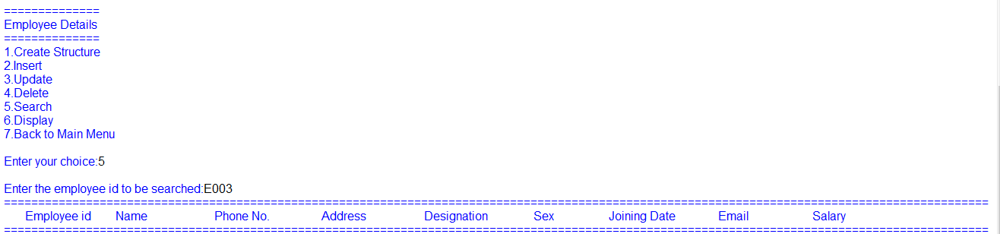 ==============
Employee Details
==============
1.Create Structure
2.Insert
3.Update
4.Delete
5.Search
6.Display
7.Back to Main Menu
Enter your choice:5
Enter the employee id to be searched:E003
================================================================================================================================================
Employee id Name Phone No. Address Designation Sex Joining Date Email Salary
================================================================================================================================================